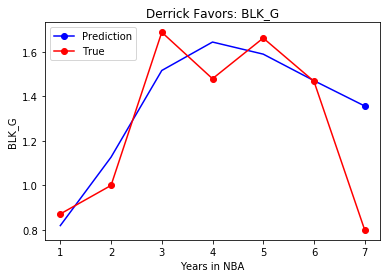 Derrick Favors: BLK_G
Prediction
True
1.6
1.4
1.2
1.0
0.8
BLK_G
1 2 3 4 5 6 7
Years in NBA